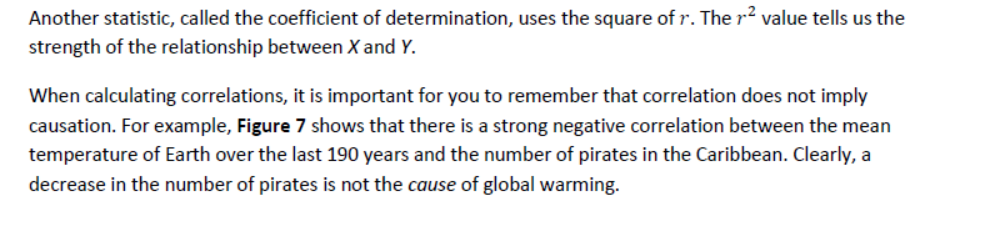 Another statistic, called the coefficient of determination, uses the square of r. The r² value tells us the
strength of the relationship between X and Y.
When calculating correlations, it is important for you to remember that correlation does not imply
causation. For example, Figure 7 shows that there is a strong negative correlation between the mean
temperature of Earth over the last 190 years and the number of pirates in the Caribbean. Clearly, a
decrease in the number of pirates is not the cause of global warming.